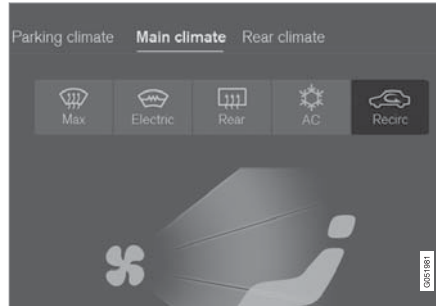 Parking climate Main climate Rear climate
Max Electric Rear AC Recirc
G051981